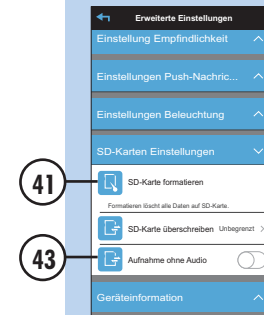 Erweiterte Einstellungen
Einstellung Empfindlichkeit
Einstellungen Push-Nachric...
Einstellungen Beleuchtung
SD-Karten Einstellungen
41
SD-Karte formatieren
Formatieren löscht alle Daten auf SD-Karte.
SD-Karte überschreiben Unbegrenzt
43
Aufnahme ohne Audio
Geräteinformation